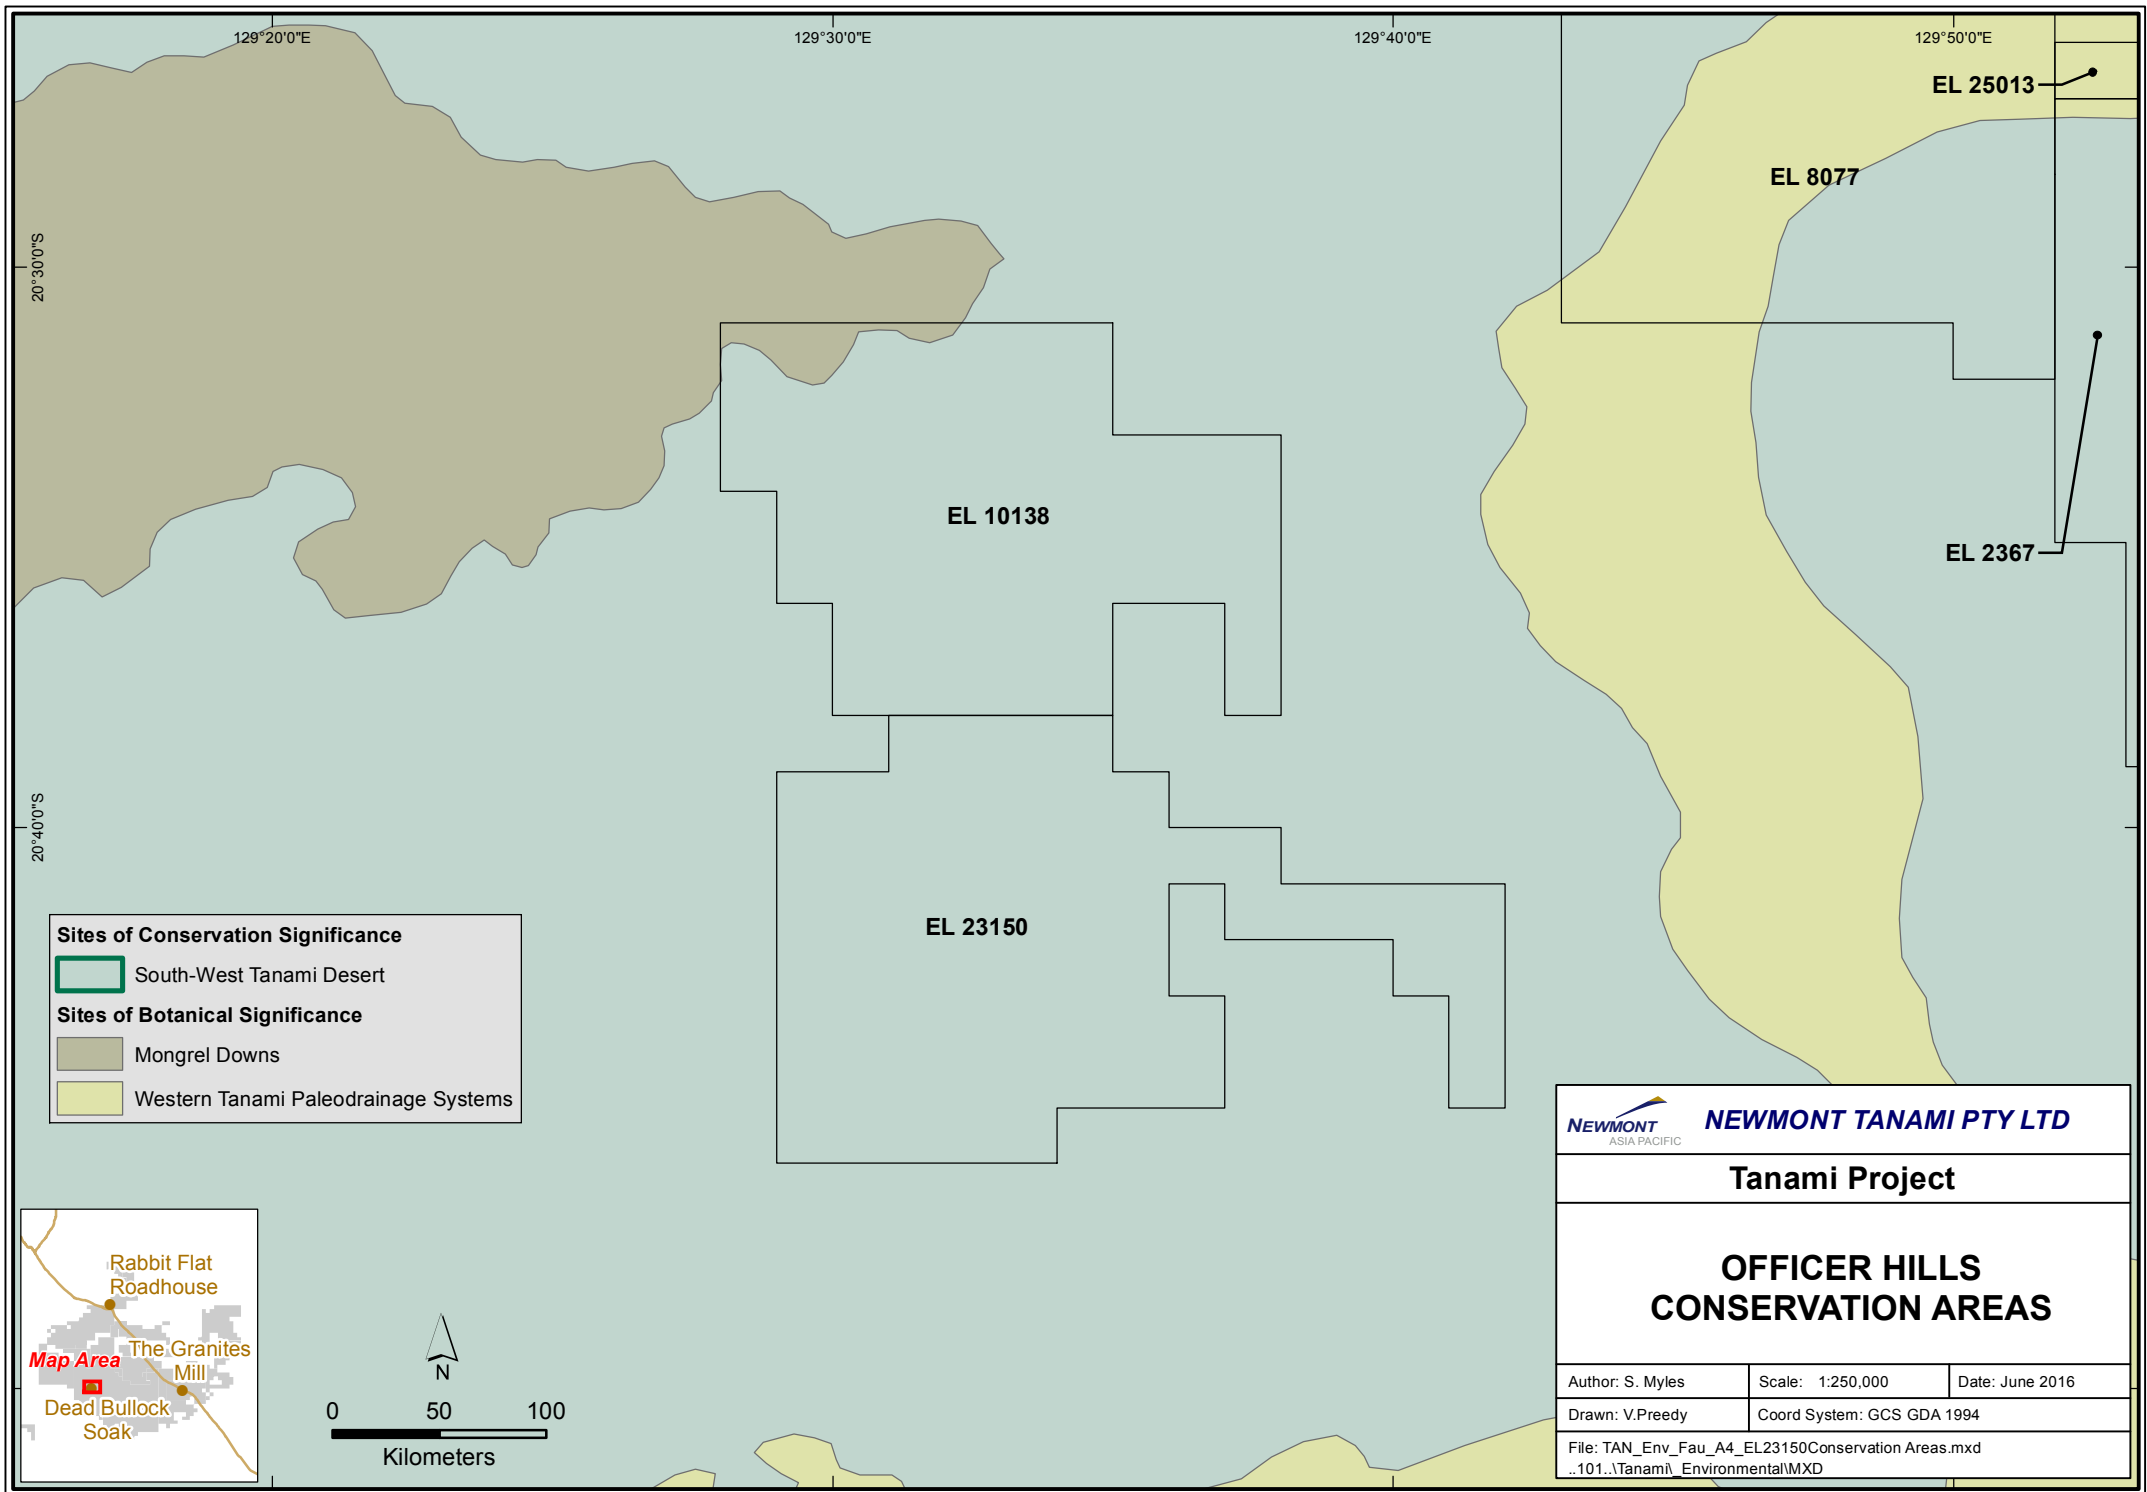 129°20'0"E
129°30'0"E
129°40'0"E
129°50'0"E
EL 25013
EL 8077
20°30'0"S
EL 10138
EL 2367
20°40'0"S
EL 23150
Sites of Conservation Significance
South-West Tanami Desert
Sites of Botanical Significance
Mongrel Downs
Western Tanami Paleodrainage Systems
Rabbit Flat
Roadhouse
The Granites
Mill
Map Area
Dead Bullock
Soak
N
0 50 100
Kilometers
NEWMONT
ASIA PACIFIC
NEWMONT TANAMI PTY LTD
Tanami Project
OFFICER HILLS
CONSERVATION AREAS
Author: S. Myles
Scale: 1:250,000
Date: June 2016
Drawn: V.Preedy
Coord System: GCS GDA 1994
File: TAN_Env_Fau_A4_EL23150Conservation Areas.mxd
..101..\Tanami\_Environmental\MXD